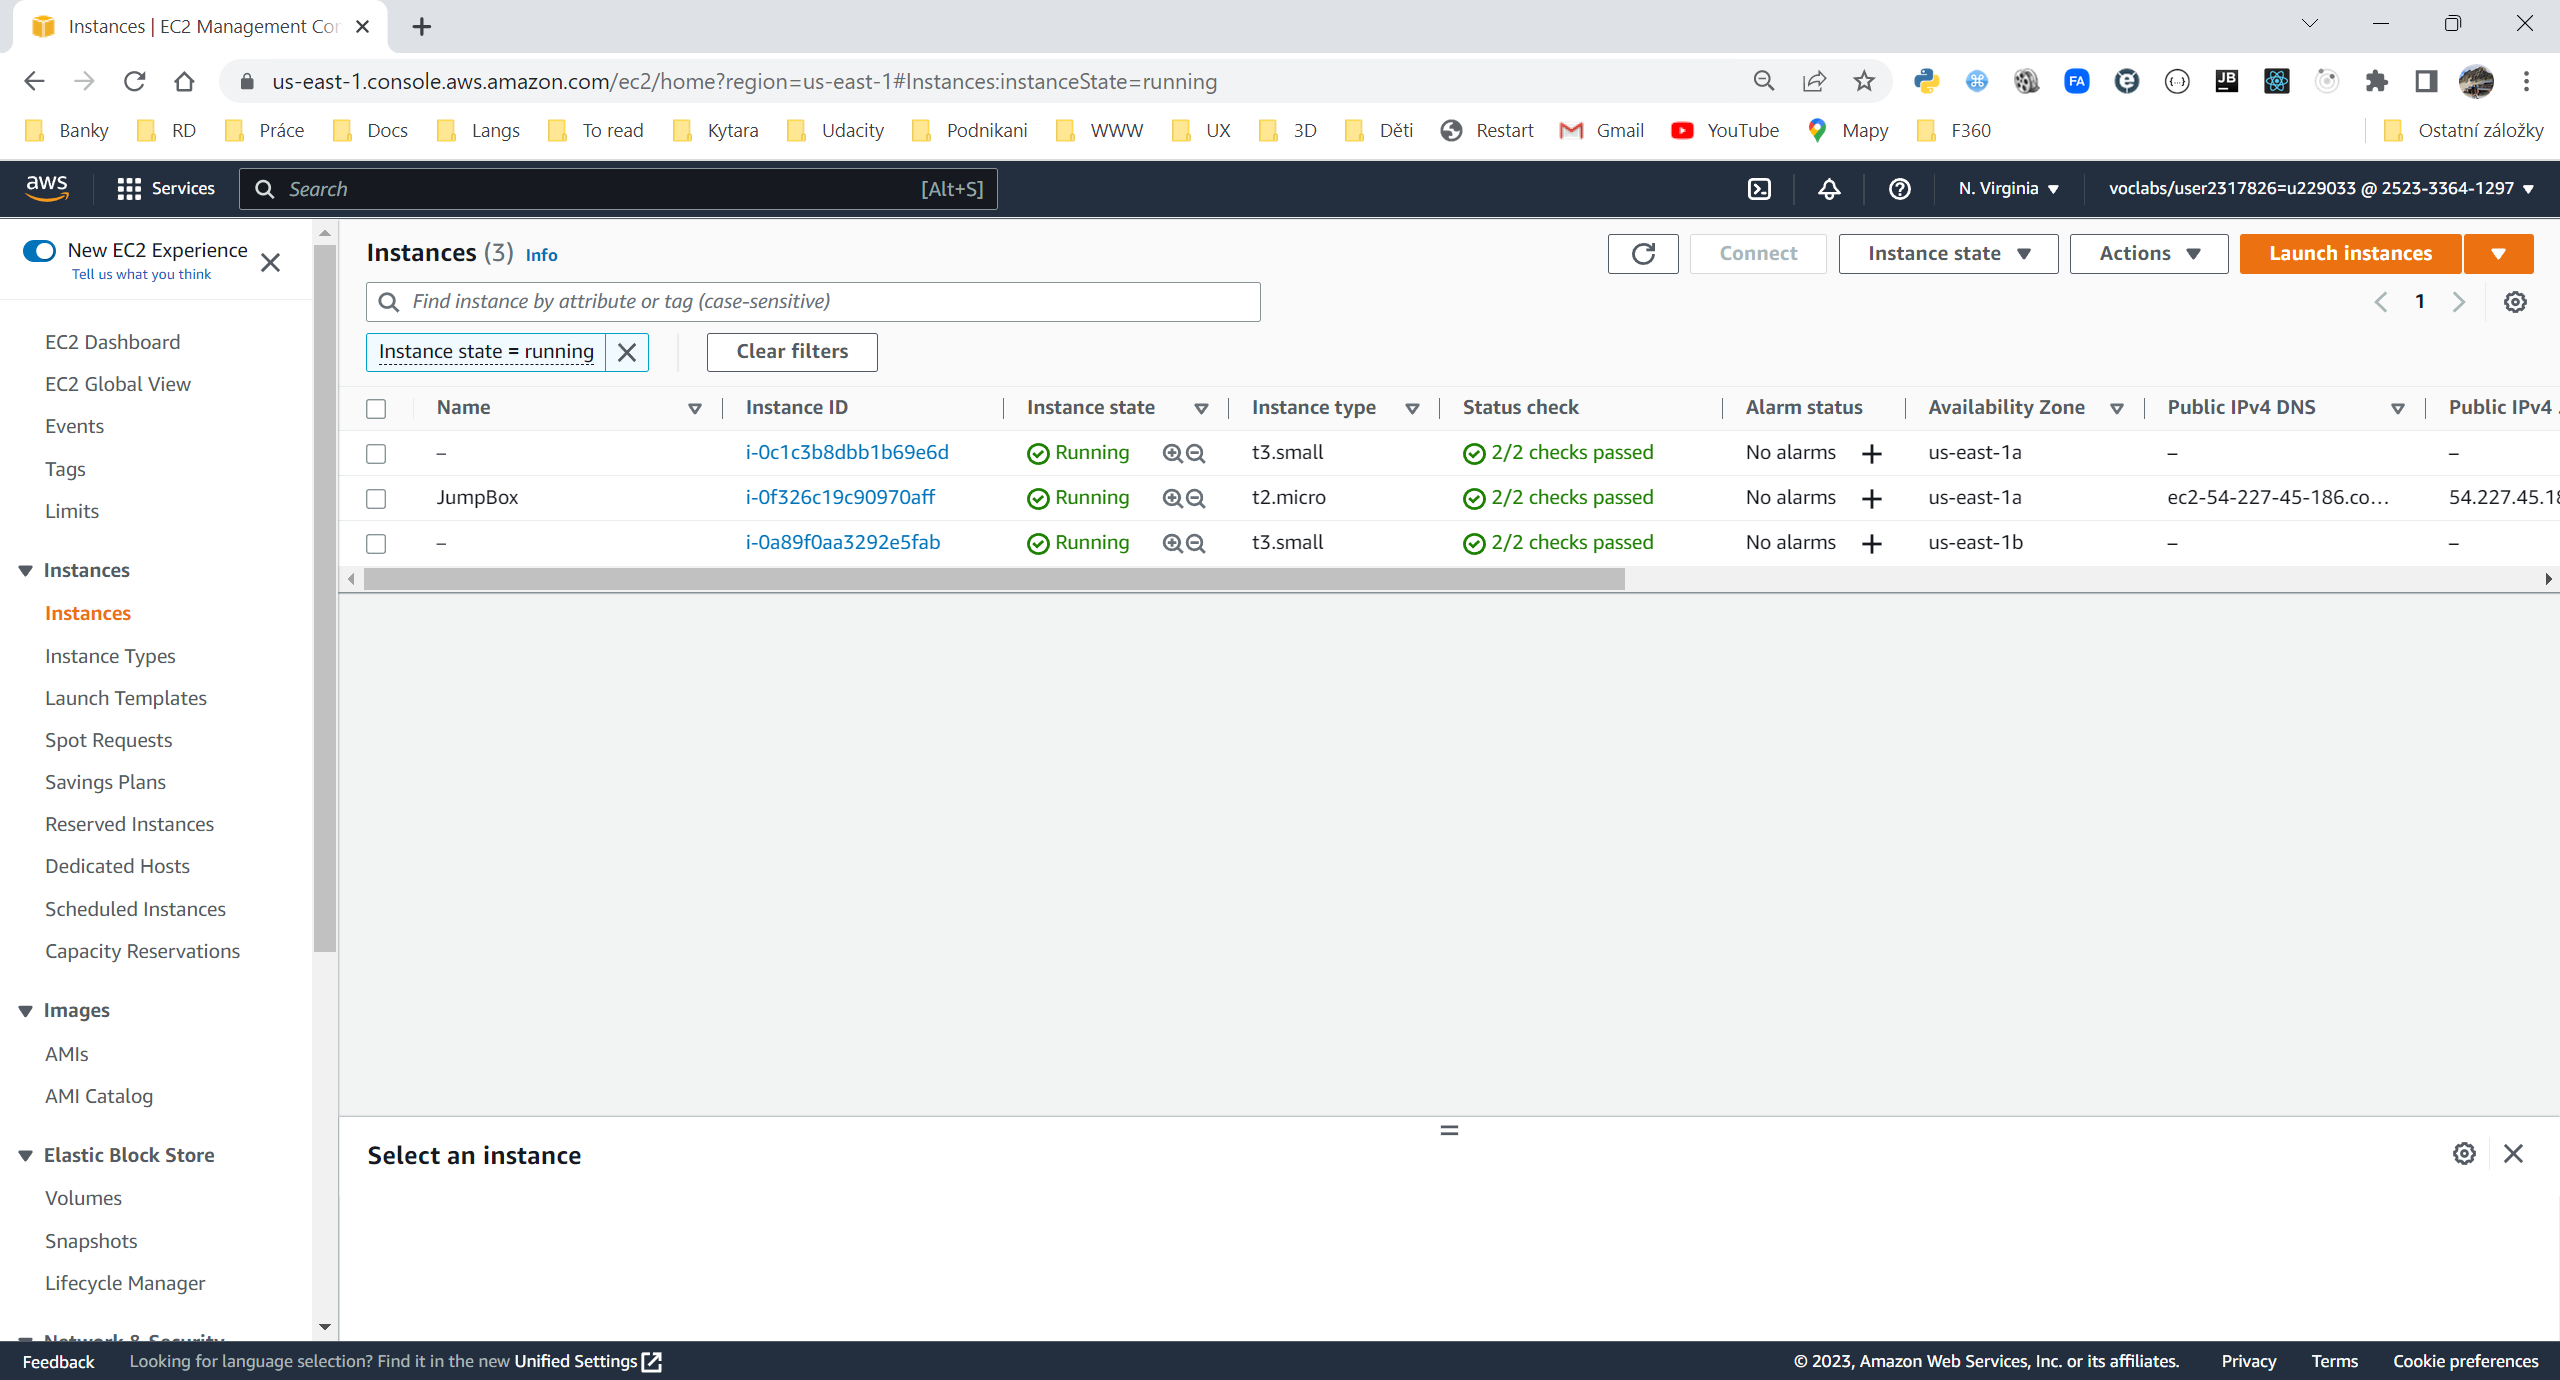 Instances | EC2 Management Con
us-east-1.console.aws.amazon.com/ec2/home?region=us-east-1#Instances:instanceState=running
FA
JB
Banky RD Práce Docs Langs To read Kytara Udacity Podnikani WWW UX 3D Děti Restart Gmail YouTube Mapy F360 Ostatní záložky
aws Services Search [Alt+S] N. Virginia voclabs/user2317826=u229033 @ 2523-3364-1297
New EC2 Experience
Tell us what you think
EC2 Dashboard
EC2 Global View
Events
Tags
Limits
Instances
Instances
Instance Types
Launch Templates
Spot Requests
Savings Plans
Reserved Instances
Dedicated Hosts
Scheduled Instances
Capacity Reservations
Images
AMIs
AMI Catalog
Elastic Block Store
Volumes
Snapshots
Lifecycle Manager
Network & Security
Instances (3) Info
Connect Instance state Actions Launch instances
Find instance by attribute or tag (case-sensitive)
1
Instance state = running Clear filters
Name Instance ID Instance state Instance type Status check Alarm status Availability Zone Public IPv4 DNS Public IPv4 .
– i-0c1c3b8dbb1b69e6d Running t3.small 2/2 checks passed No alarms + us-east-1a – –
JumpBox i-0f326c19c90970aff Running t2.micro 2/2 checks passed No alarms + us-east-1a ec2-54-227-45-186.co... 54.227.45.18
– i-0a89f0aa3292e5fab Running t3.small 2/2 checks passed No alarms + us-east-1b – –
Select an instance
Feedback Looking for language selection? Find it in the new Unified Settings © 2023, Amazon Web Services, Inc. or its affiliates. Privacy Terms Cookie preferences